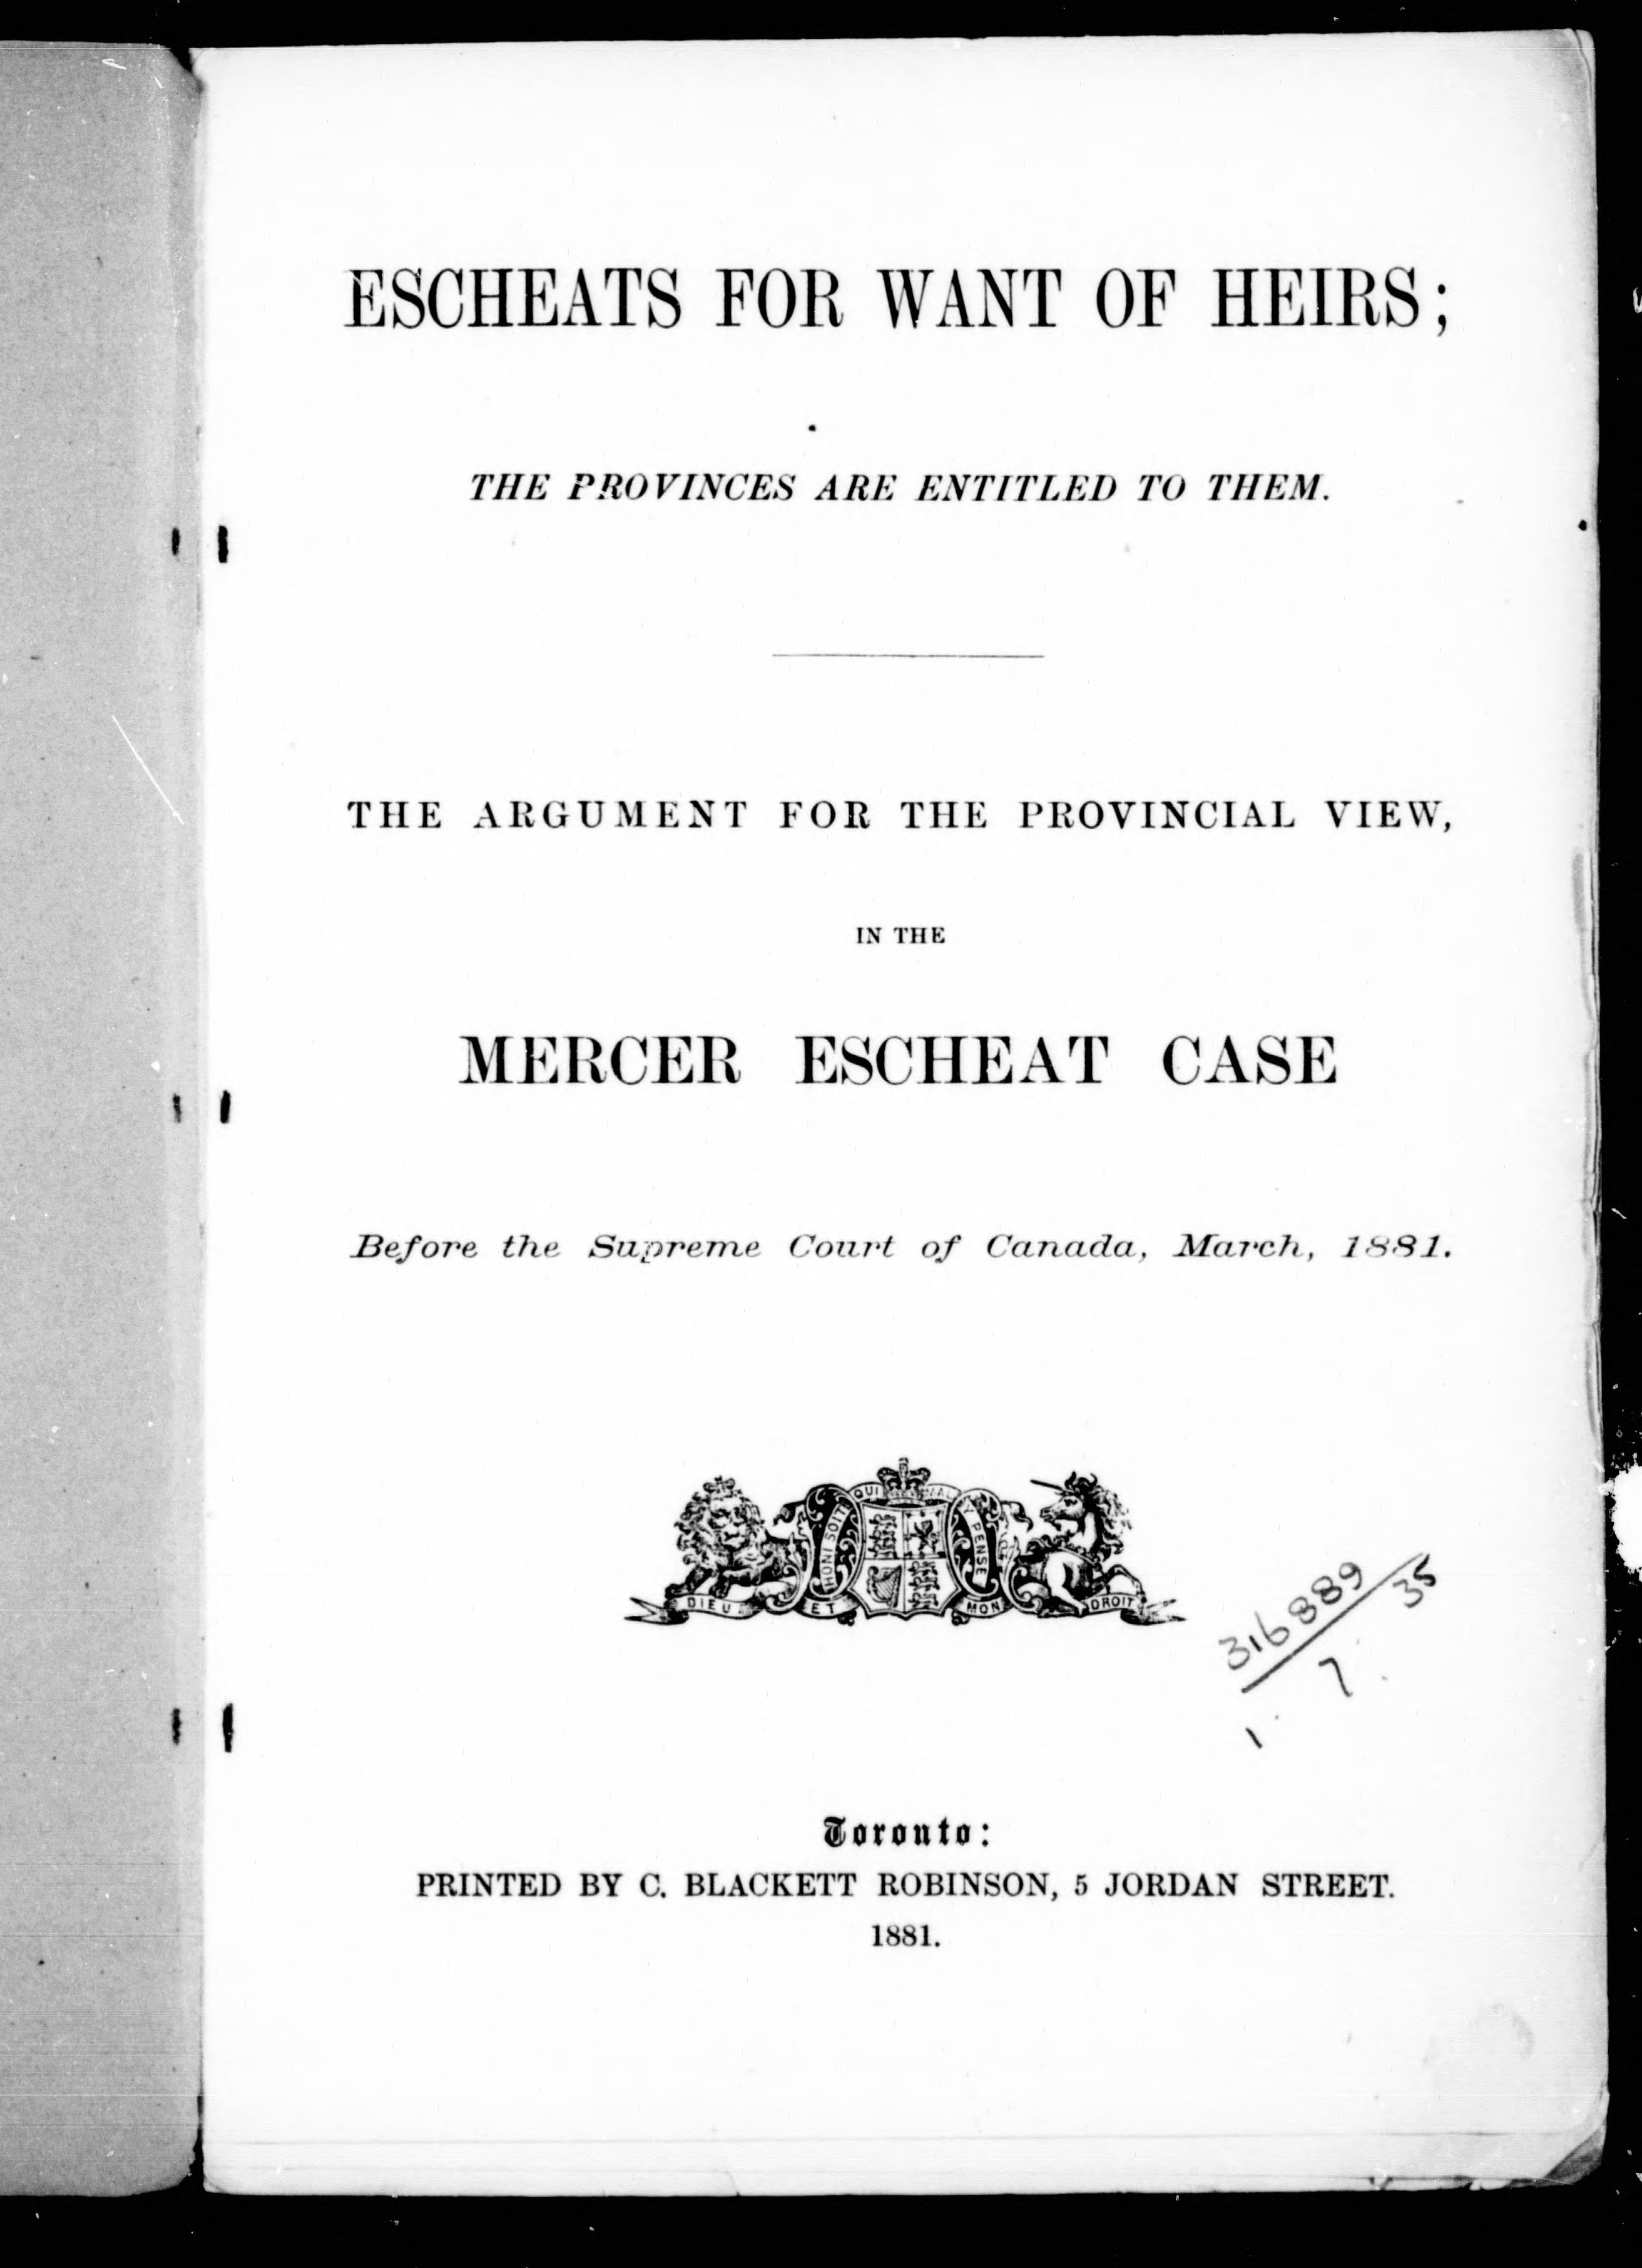 ESCHEATS FOR WANT OF HEIRS;
THE PROVINCES ARE ENTITLED TO THEM.
THE ARGUMENT FOR THE PROVINCIAL VIEW,
IN THE
MERCER ESCHEAT CASE
Before the Supreme Court of Canada, March, 1881.
HONI SOIT QUI MAL Y PENSE
DIEU ET MON DROIT
316889
1 · 7 · 35
Toronto:
PRINTED BY C. BLACKETT ROBINSON, 5 JORDAN STREET.
1881.